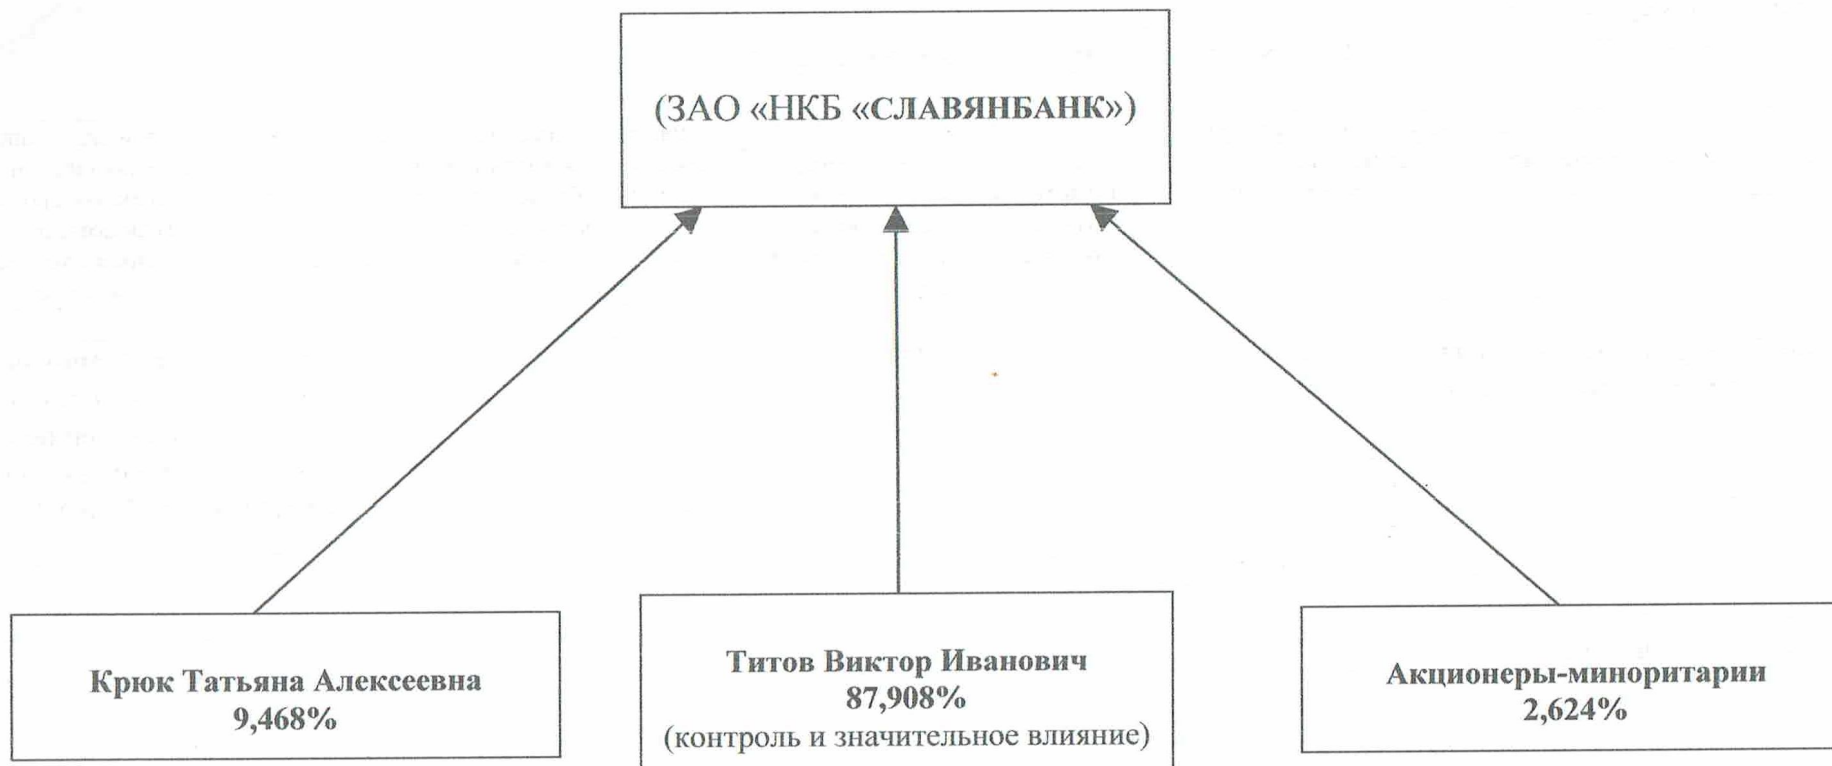 (ЗАО «НКБ «СЛАВЯНБАНК»)
Крюк Татьяна Алексеевна
9,468%
Титов Виктор Иванович
87,908%
(контроль и значительное влияние)
Акционеры-миноритарии
2,624%